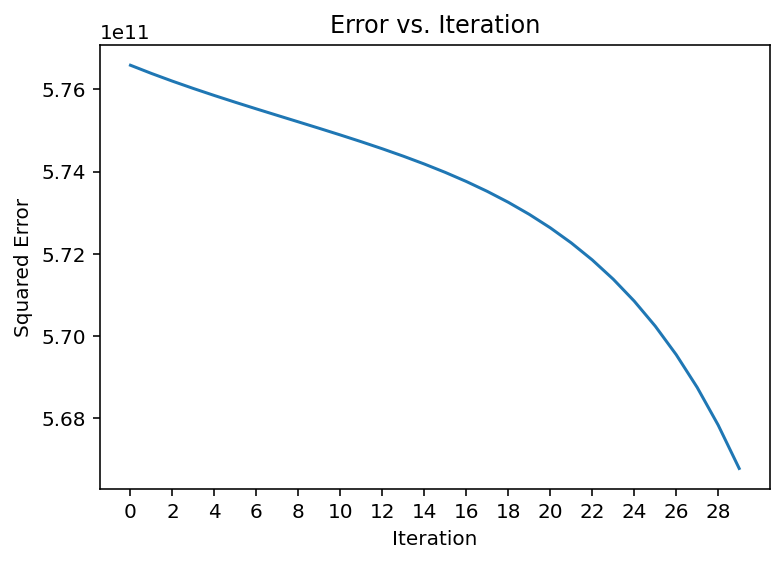 Error vs. Iteration
1e11
5.76
5.74
5.72
5.70
5.68
Squared Error
0 2 4 6 8 10 12 14 16 18 20 22 24 26 28
Iteration